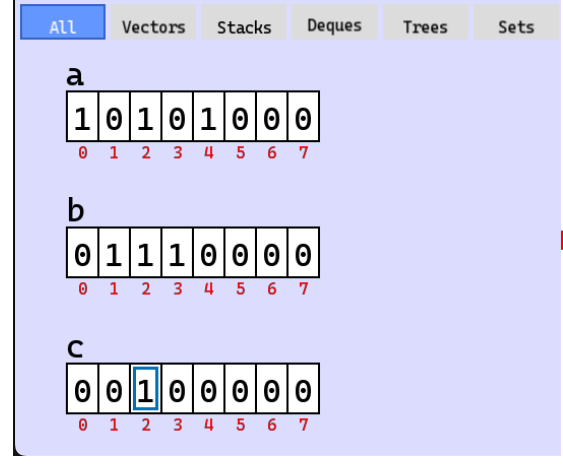 All Vectors Stacks Deques Trees Sets
a
1 0 1 0 1 0 0 0
0 1 2 3 4 5 6 7
b
0 1 1 1 0 0 0 0
0 1 2 3 4 5 6 7
c
0 0 1 0 0 0 0 0
0 1 2 3 4 5 6 7